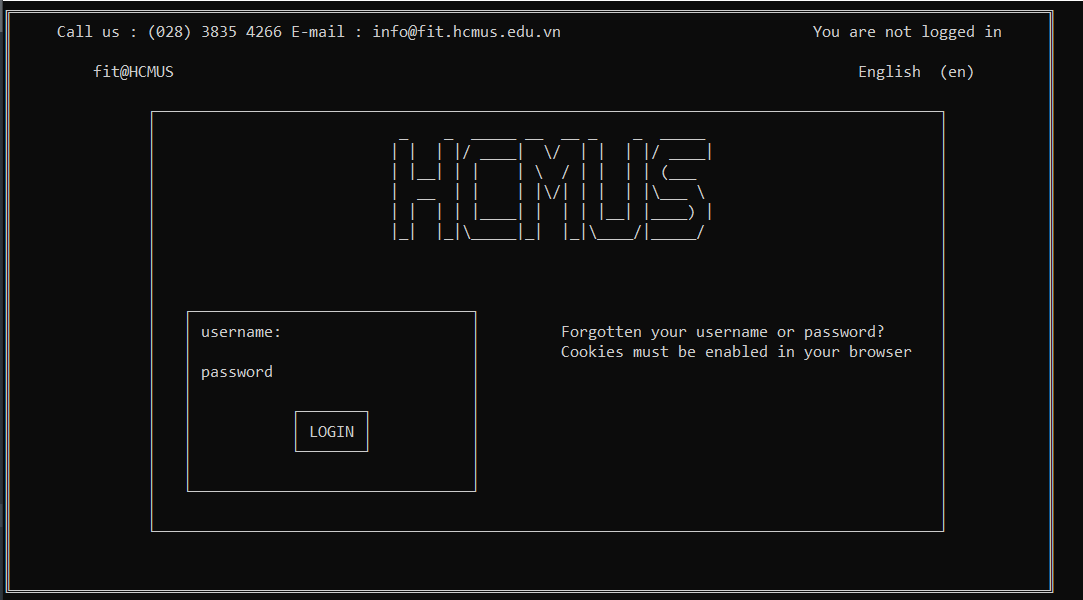 Call us : (028) 3835 4266 E-mail : info@fit.hcmus.edu.vn You are not logged in
fit@HCMUS English (en)
HCMUS
username: Forgotten your username or password?
Cookies must be enabled in your browser
password
LOGIN